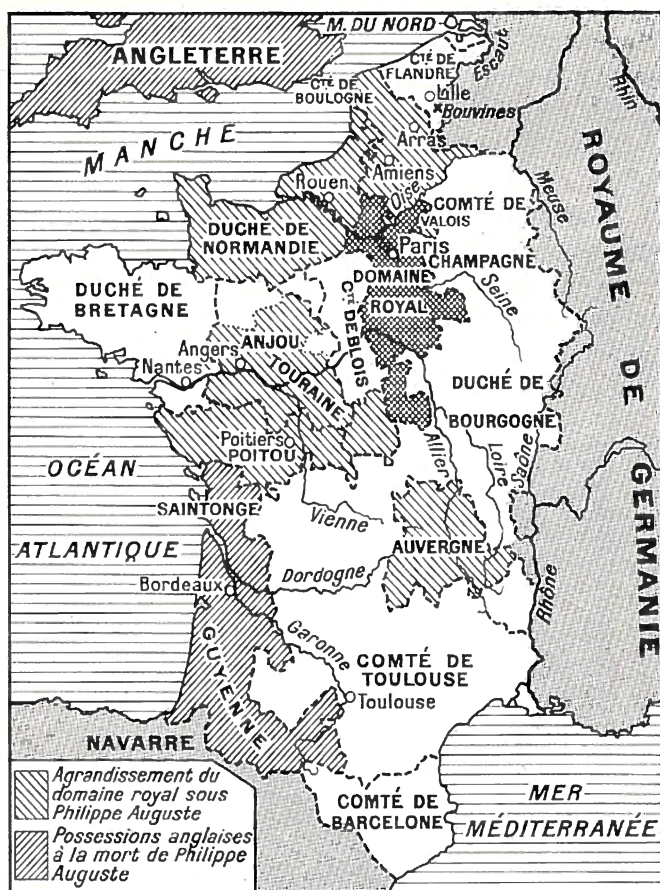 M. DU NORD
ANGLETERRE
Cté DE
FLANDRE
Escaut
Cté DE
BOULOGNE
Lille
Bouvines
Rhin
MANCHE
Arras
Amiens
Rouen
Oise
COMTÉ DE
VALOIS
Meuse
ROYAUME DE GERMANIE
DUCHÉ DE
NORMANDIE
Paris
CHAMPAGNE
DOMAINE
ROYAL
Seine
DUCHÉ DE
BRETAGNE
Cté DE BLOIS
ANJOU
Angers
Nantes
TOURAINE
DUCHÉ DE
BOURGOGNE
Poitiers
POITOU
Allier
Loire
Saône
OCÉAN
ATLANTIQUE
SAINTONGE
Vienne
AUVERGNE
Dordogne
Bordeaux
Rhône
Garonne
GUYENNE
COMTÉ DE
TOULOUSE
Toulouse
NAVARRE
COMTÉ DE
BARCELONE
MER
MÉDITERRANÉE
Agrandissement du
domaine royal sous
Philippe Auguste
Possessions anglaises
à la mort de Philippe
Auguste